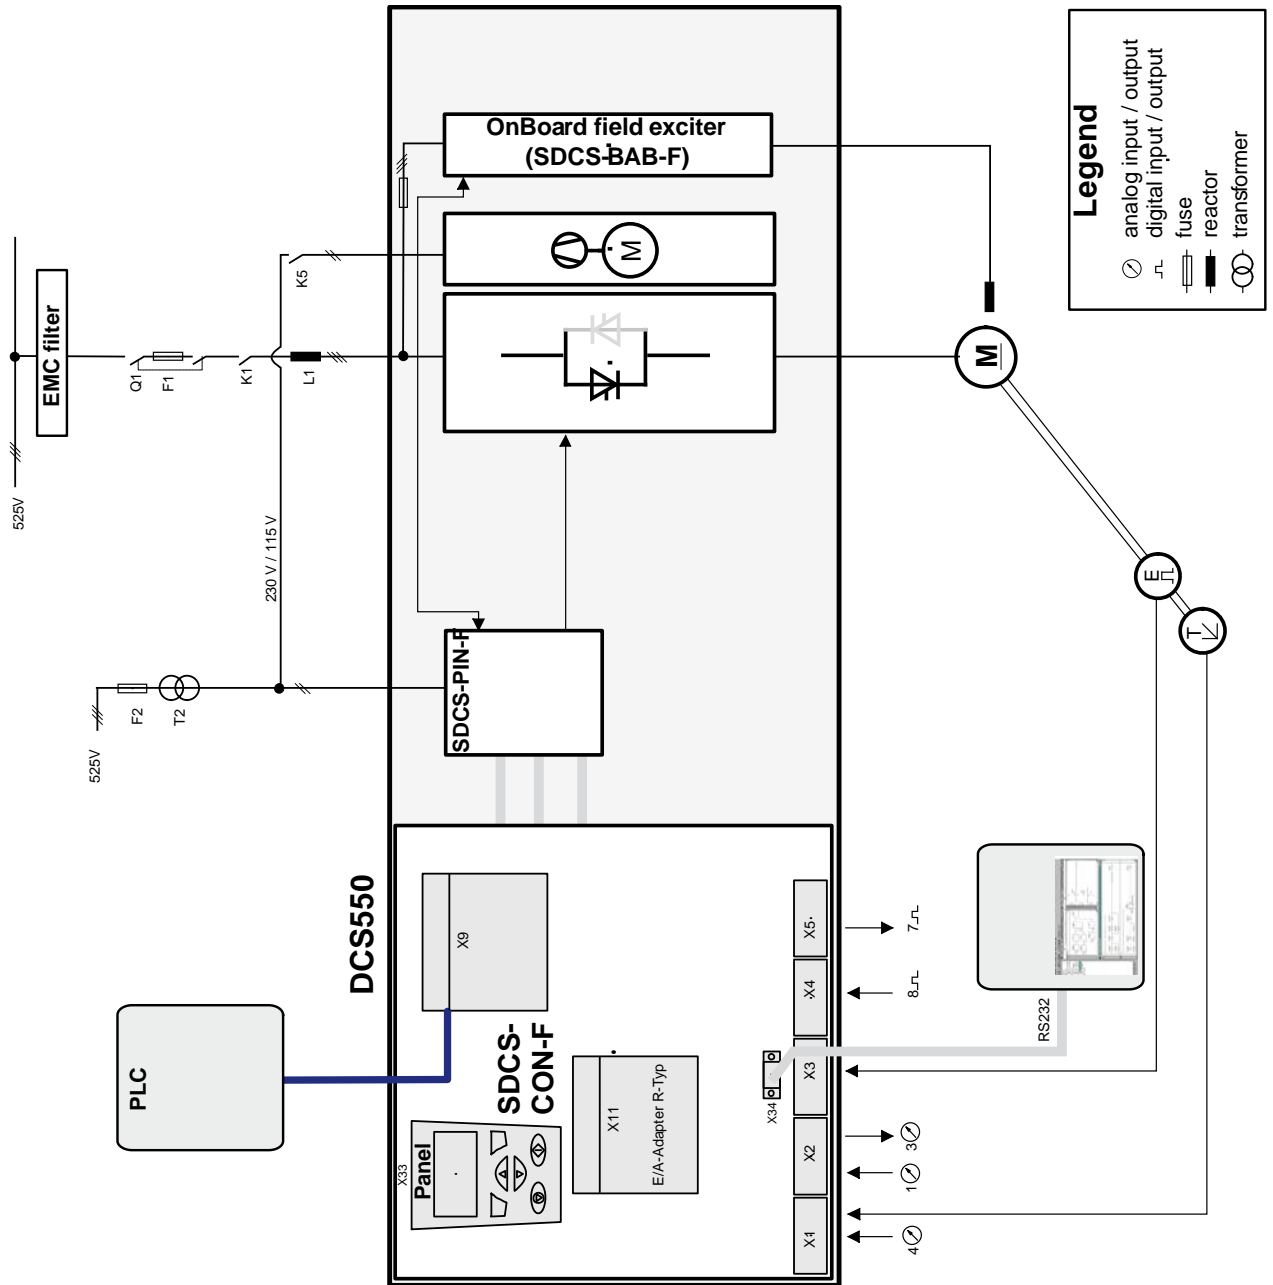 OnBoard field exciter
(SDCS-BAB-F)
Legend
analog input / output
digital input / output
fuse
reactor
transformer
EMC filter
525V
Q1
F1
K1
L1
K5
M
M
230 V / 115 V
525V
F2
T2
SDCS-PIN-F
E
T
DCS550
PLC
X9
SDCS-
CON-F
X33
Panel
X11
E/A-Adapter R-Typ
X34
RS232
X1
X2
X3
X4
X5
4
1
3
8
7